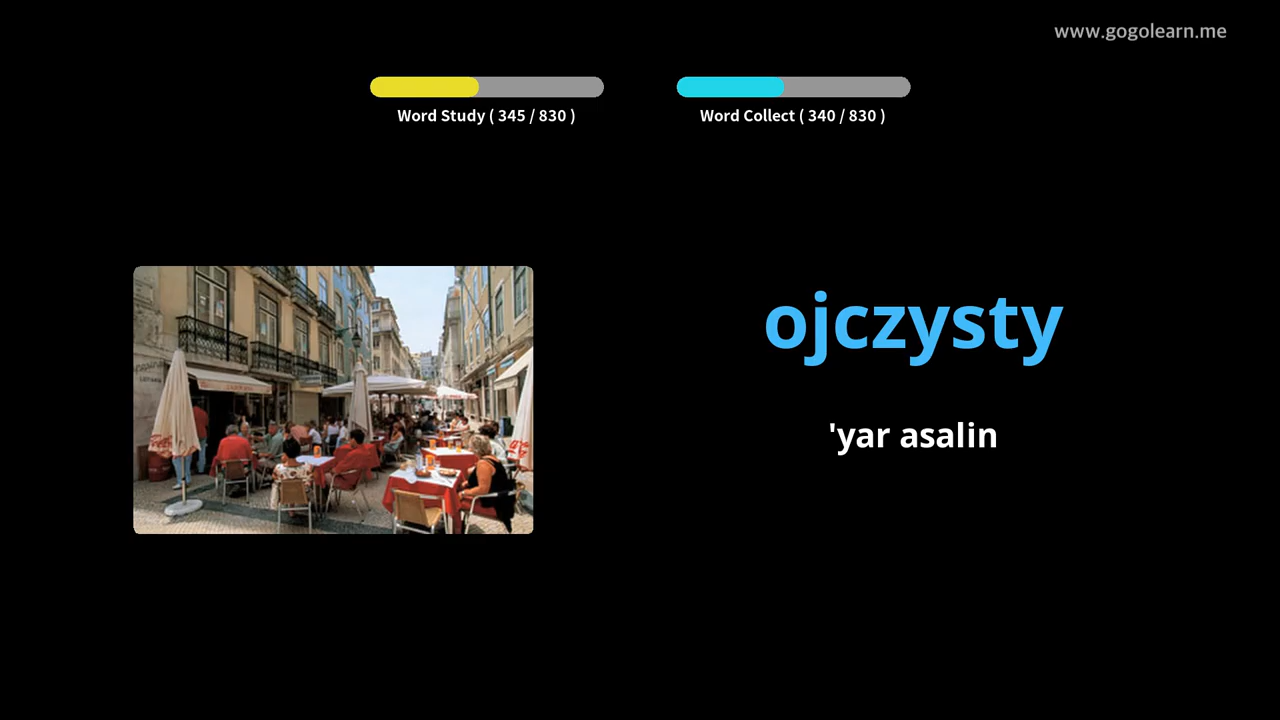 www.gogolearn.me
Word Study ( 345 / 830 )
Word Collect ( 340 / 830 )
ojczysty
'yar asalin